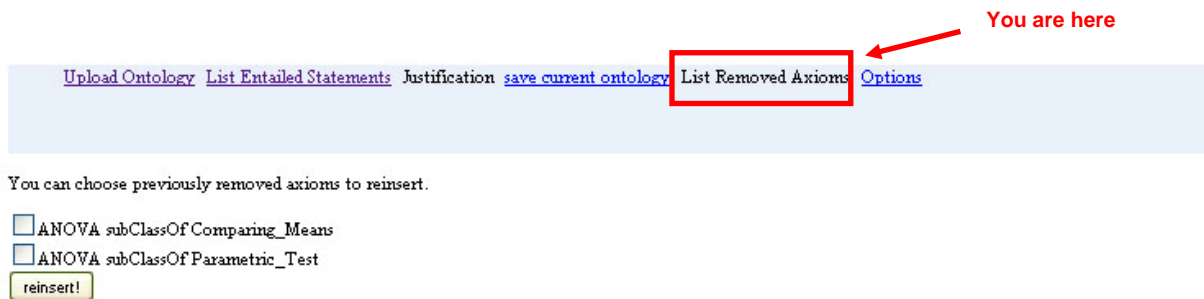 You are here
Upload Ontology List Entailed Statements Justification save current ontology List Removed Axioms Options
You can choose previously removed axioms to reinsert.
ANOVA subClassOf Comparing_Means
ANOVA subClassOf Parametric_Test
reinsert!